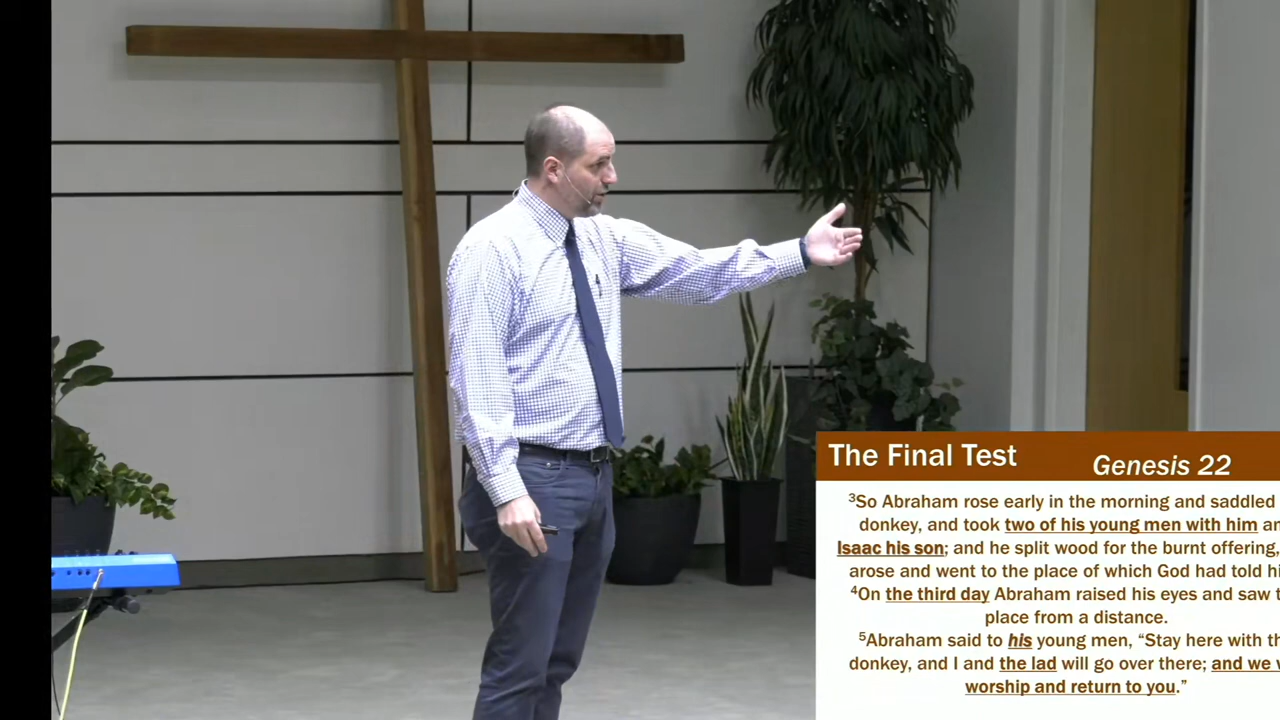 The Final Test
Genesis 22
³So Abraham rose early in the morning and saddled
donkey, and took two of his young men with him
Isaac his son; and he split wood for the burnt offering,
arose and went to the place of which God had told
⁴On the third day Abraham raised his eyes and saw
place from a distance.
⁵Abraham said to his young men, “Stay here with
donkey, and I and the lad will go over there; and we
worship and return to you.”